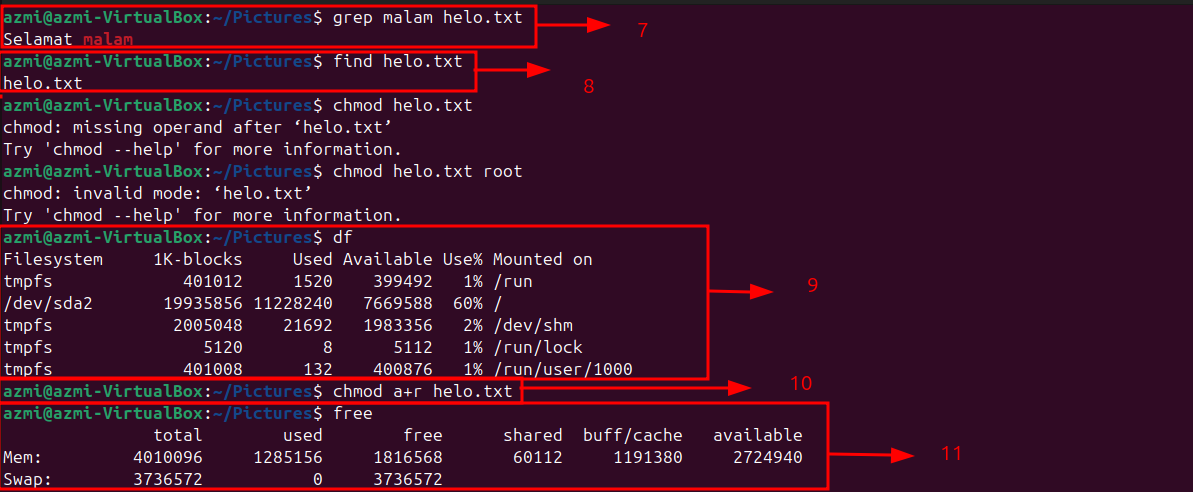 azmi@azmi-VirtualBox:~/Pictures$ grep malam helo.txt
Selamat malam
7
azmi@azmi-VirtualBox:~/Pictures$ find helo.txt
helo.txt
8
azmi@azmi-VirtualBox:~/Pictures$ chmod helo.txt
chmod: missing operand after ‘helo.txt’
Try 'chmod --help' for more information.
azmi@azmi-VirtualBox:~/Pictures$ chmod helo.txt root
chmod: invalid mode: ‘helo.txt’
Try 'chmod --help' for more information.
azmi@azmi-VirtualBox:~/Pictures$ df
Filesystem     1K-blocks     Used Available Use% Mounted on
tmpfs             401012     1520    399492   1% /run
/dev/sda2       19935856 11228240   7669588  60% /
tmpfs            2005048    21692   1983356   2% /dev/shm
tmpfs               5120        8      5112   1% /run/lock
tmpfs             401008      132    400876   1% /run/user/1000
9
azmi@azmi-VirtualBox:~/Pictures$ chmod a+r helo.txt
10
azmi@azmi-VirtualBox:~/Pictures$ free
               total        used        free      shared  buff/cache   available
Mem:         4010096     1285156     1816568       60112     1191380     2724940
Swap:        3736572           0     3736572
11